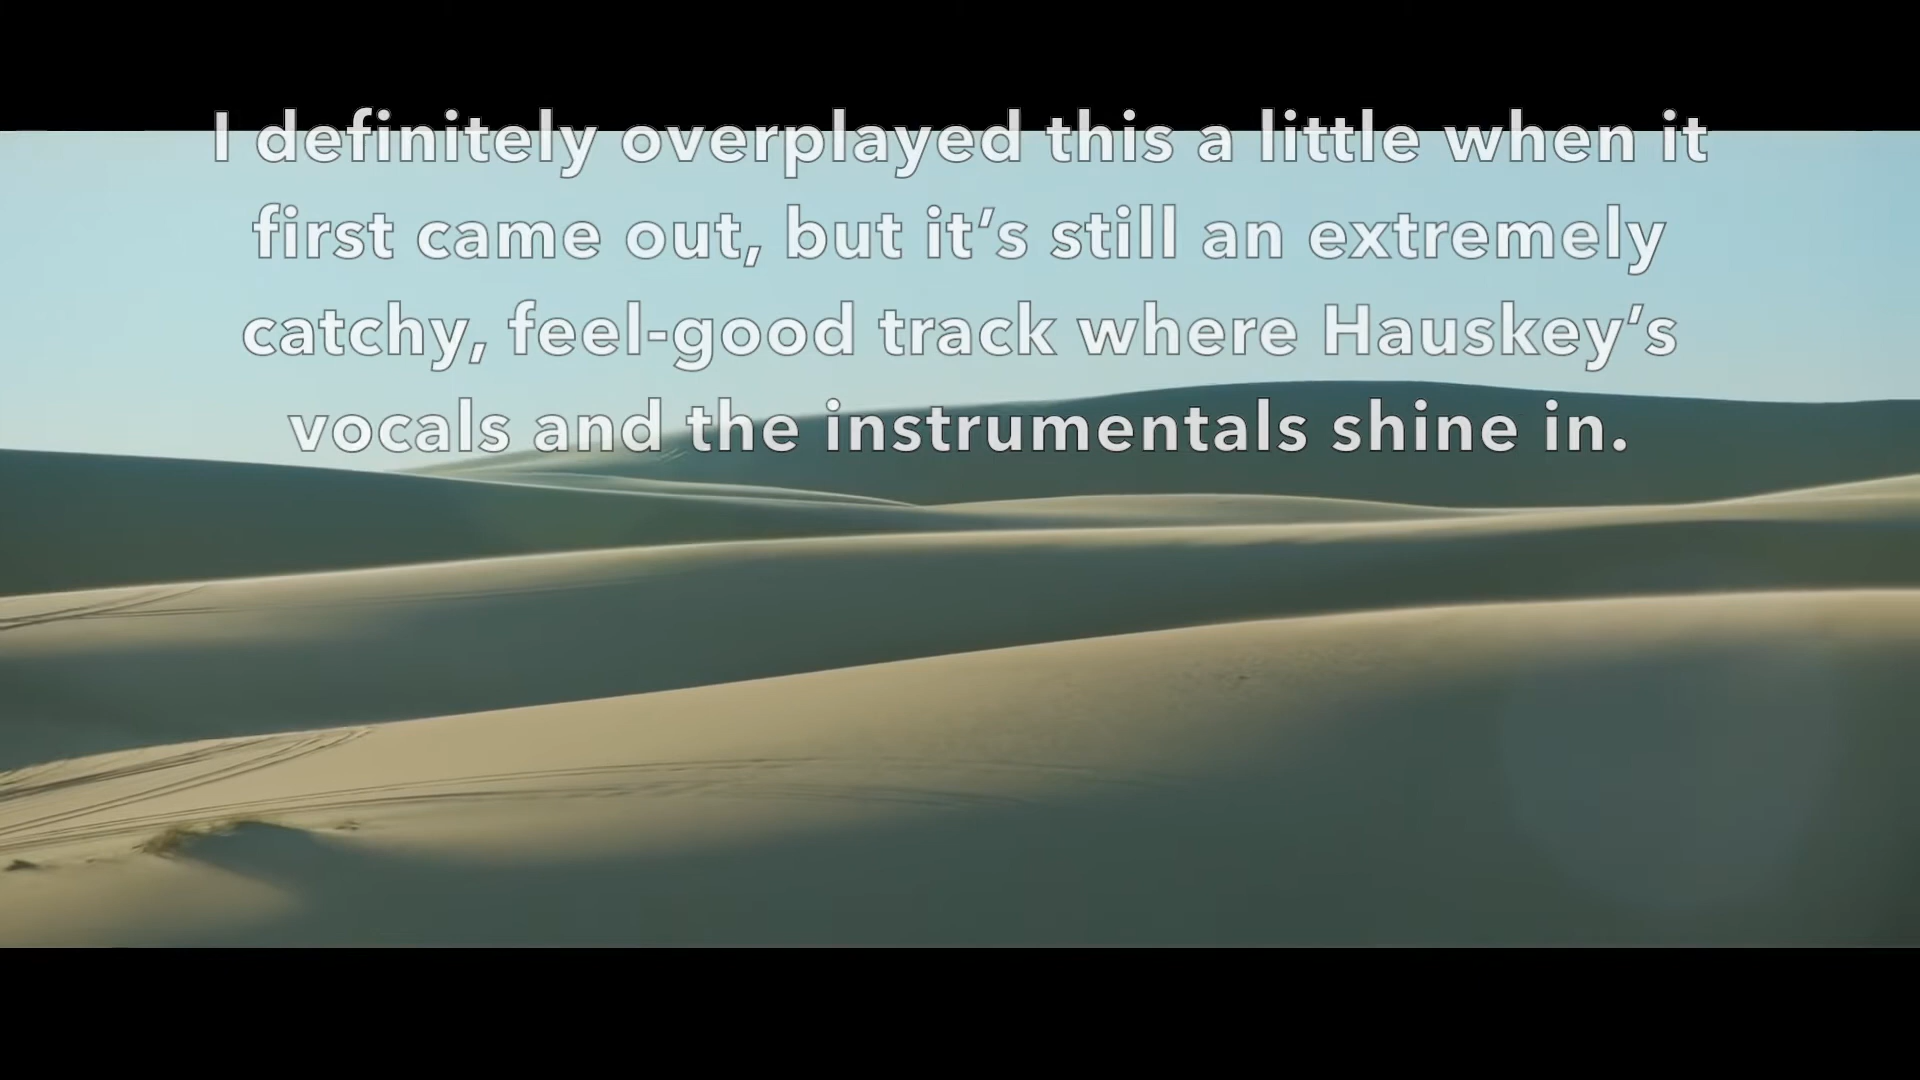 I definitely overplayed this a little when it
first came out, but it’s still an extremely
catchy, feel-good track where Hauskey’s
vocals and the instrumentals shine in.